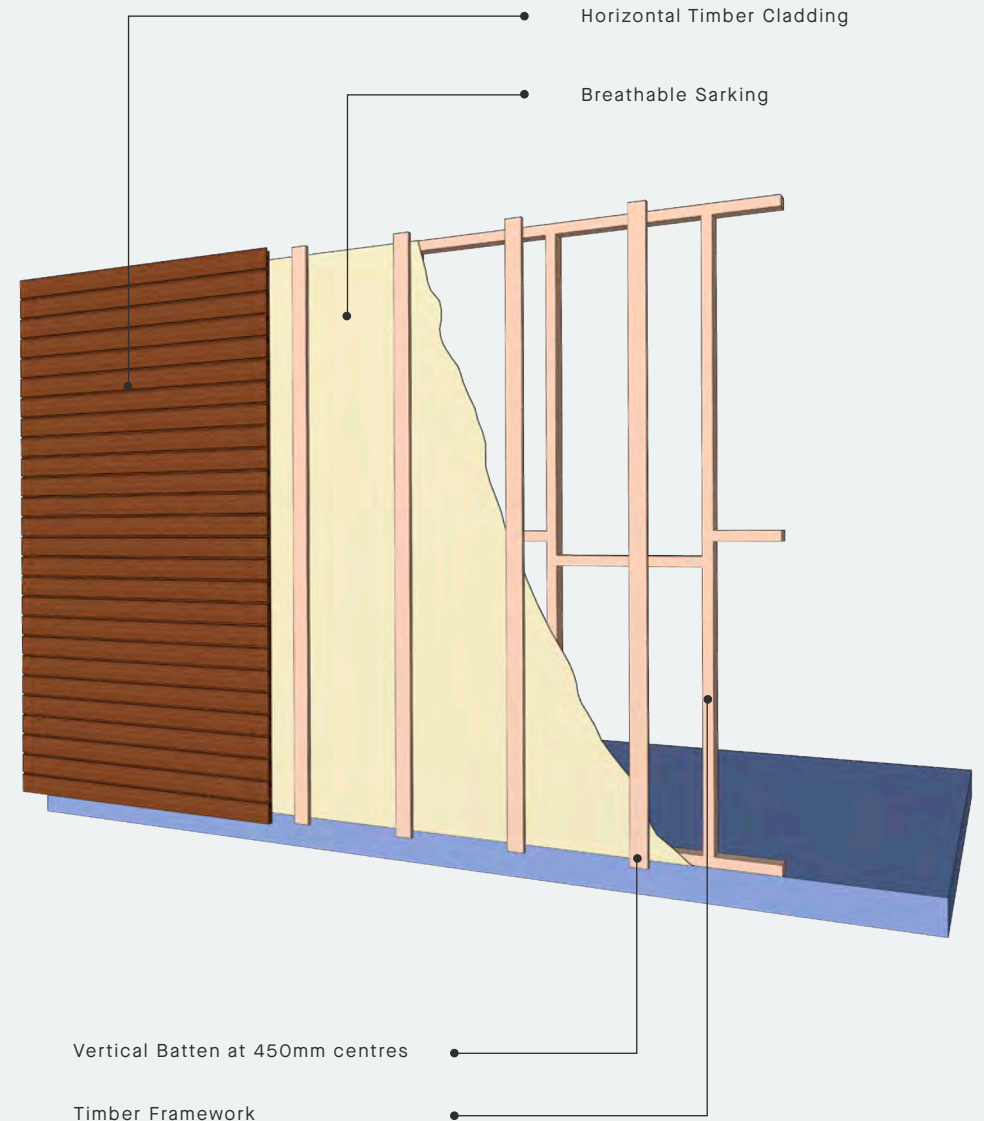 Horizontal Timber Cladding
Breathable Sarking
Vertical Batten at 450mm centres
Timber Framework